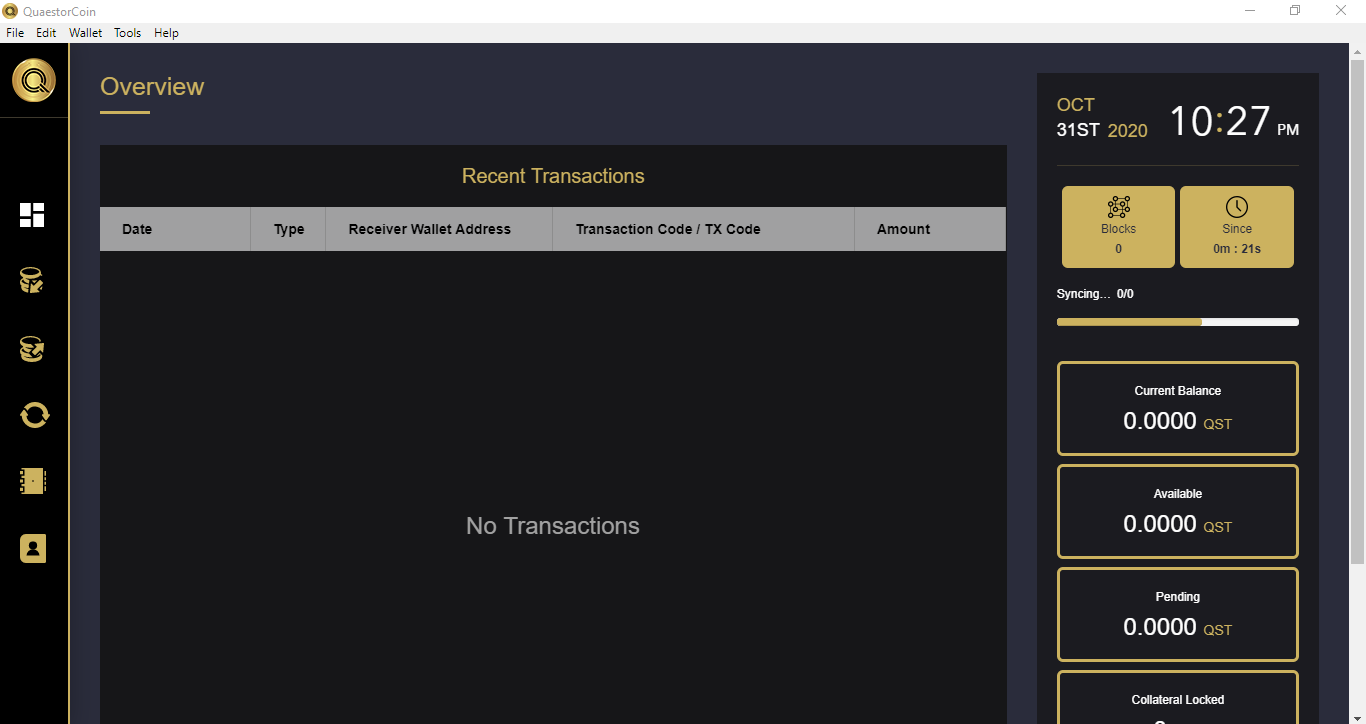 QuaestorCoin
File Edit Wallet Tools Help
Overview
Recent Transactions
Date Type Receiver Wallet Address Transaction Code / TX Code Amount
No Transactions
OCT
31ST 2020 10:27 PM
Blocks
0
Since
0m : 21s
Syncing... 0/0
Current Balance
0.0000 QST
Available
0.0000 QST
Pending
0.0000 QST
Collateral Locked